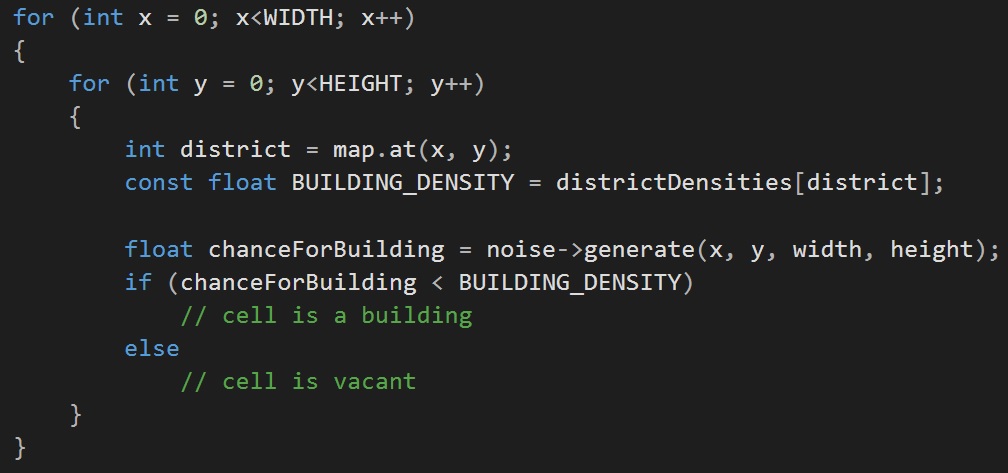 for (int x = 0; x<WIDTH; x++)
{
    for (int y = 0; y<HEIGHT; y++)
    {
        int district = map.at(x, y);
        const float BUILDING_DENSITY = districtDensities[district];

        float chanceForBuilding = noise->generate(x, y, width, height);
        if (chanceForBuilding < BUILDING_DENSITY)
            // cell is a building
        else
            // cell is vacant
    }
}